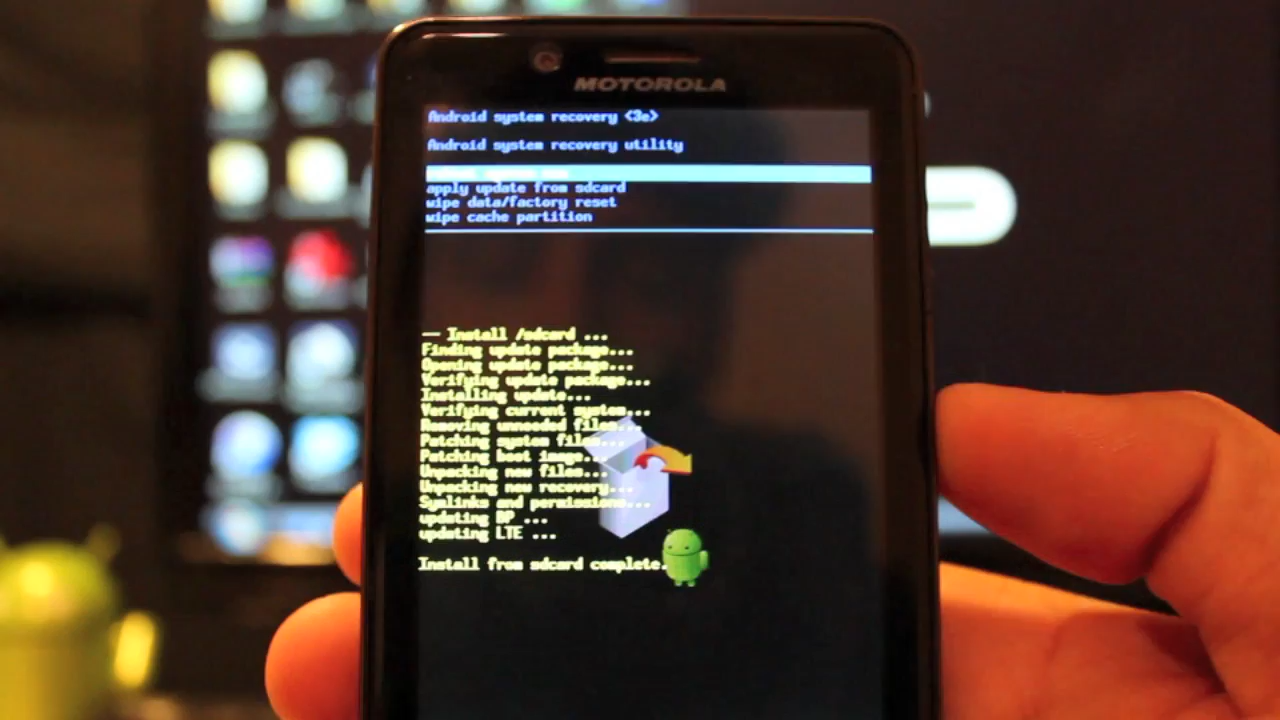 MOTOROLA
Android system recovery <3e>
Android system recovery utility
apply update from sdcard
wipe data/factory reset
wipe cache partition
-- Install /sdcard ...
Finding update package...
Opening update package...
Verifying update package...
Installing update...
Verifying current system...
Removing unneeded files...
Patching system files...
Patching boot image...
Unpacking new files...
Unpacking new recovery...
Symlinks and permissions...
updating BP ...
updating LTE ...
Install from sdcard complete.